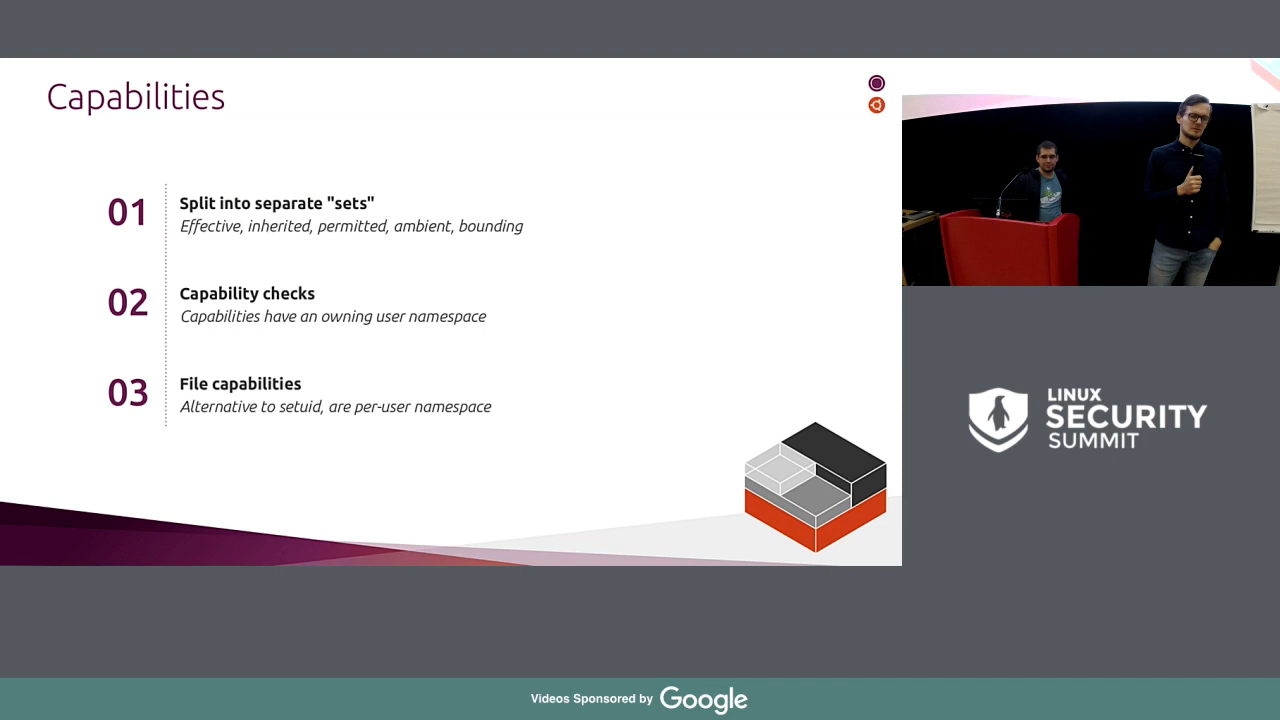 Capabilities
01
Split into separate "sets"
Effective, inherited, permitted, ambient, bounding
02
Capability checks
Capabilities have an owning user namespace
03
File capabilities
Alternative to setuid, are per-user namespace
LINUX
SECURITY
SUMMIT
Videos Sponsored by Google